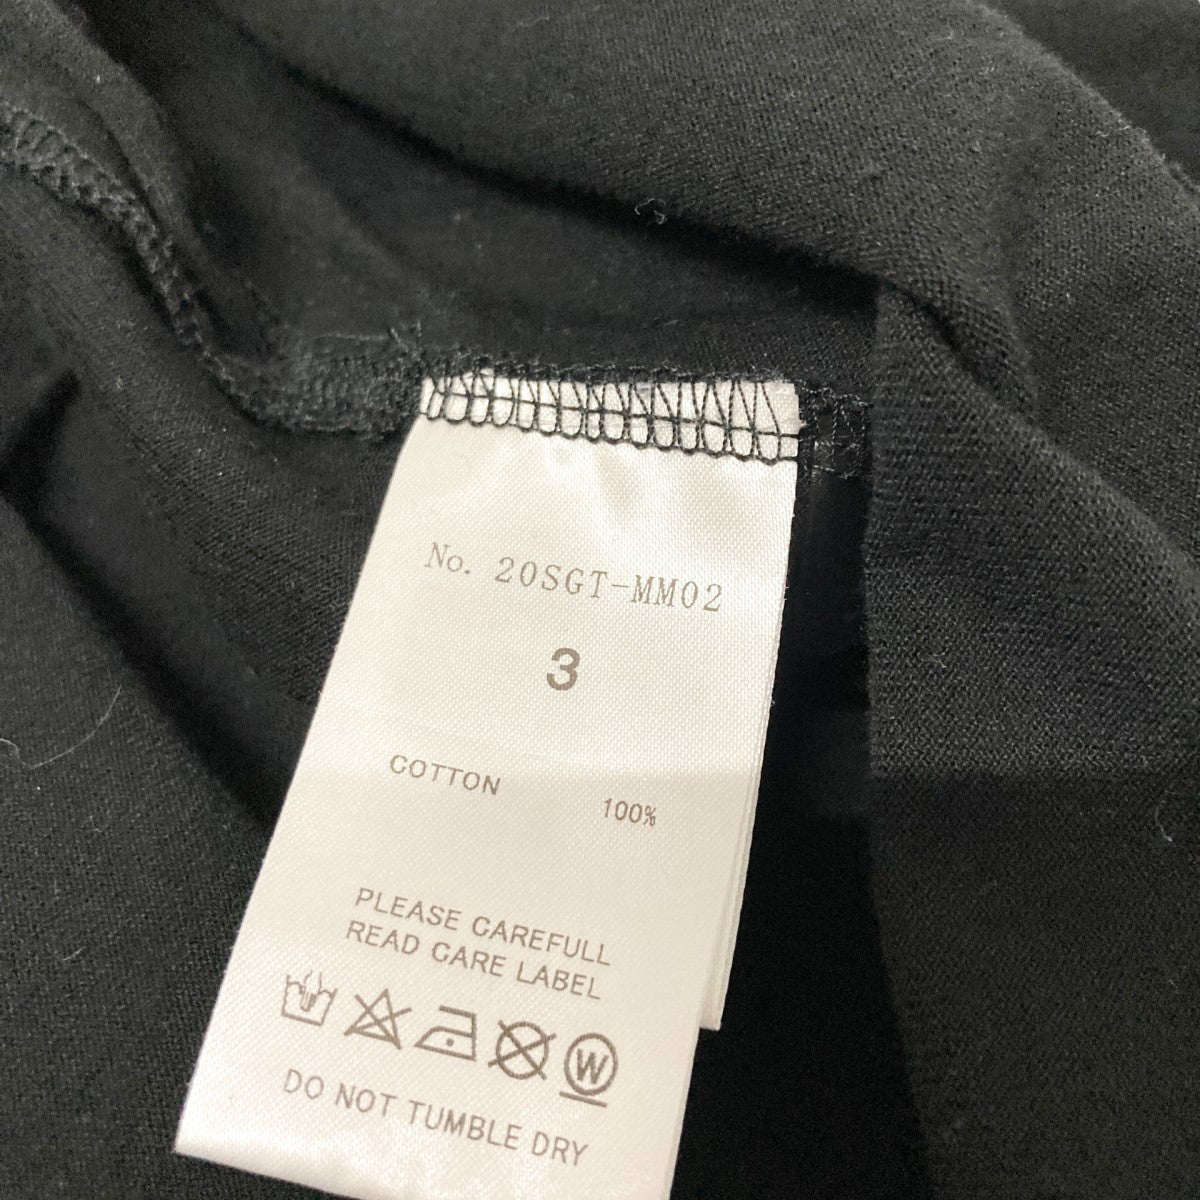 No. 20SGT-MM02
3
COTTON 100%
PLEASE CAREFULL
READ CARE LABEL
W
DO NOT TUMBLE DRY